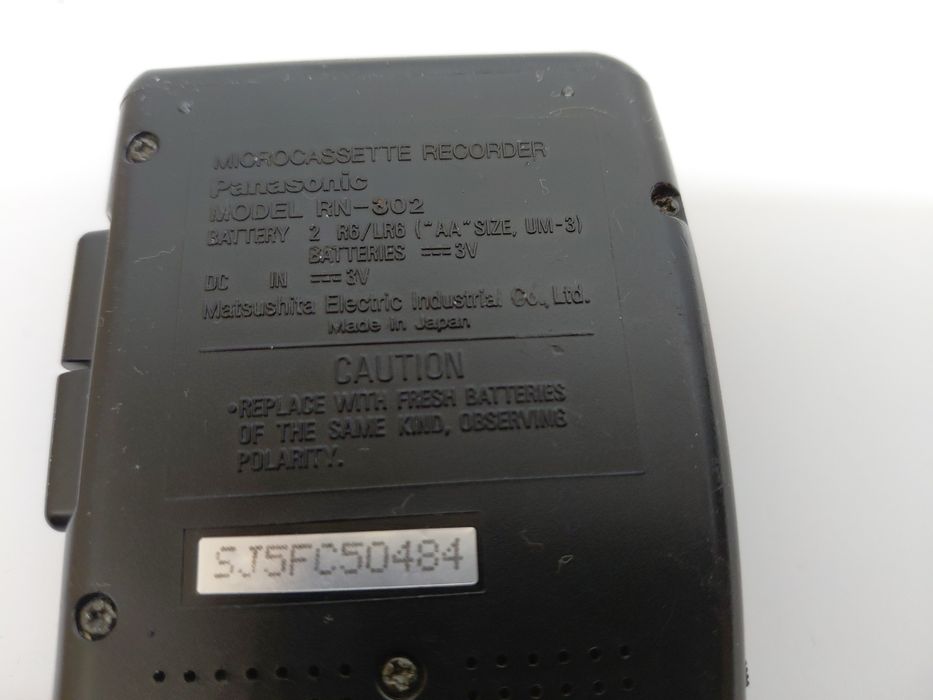 MICROCASSETTE RECORDER
Panasonic
MODEL RN-302
BATTERY 2 R6/LR6 ("AA" SIZE, UM-3)
BATTERIES ⎓ 3V
DC IN ⎓ 3V
Matsushita Electric Industrial Co., Ltd.
Made in Japan
CAUTION
•REPLACE WITH FRESH BATTERIES
OF THE SAME KIND, OBSERVING
POLARITY.
SJ5FC50484